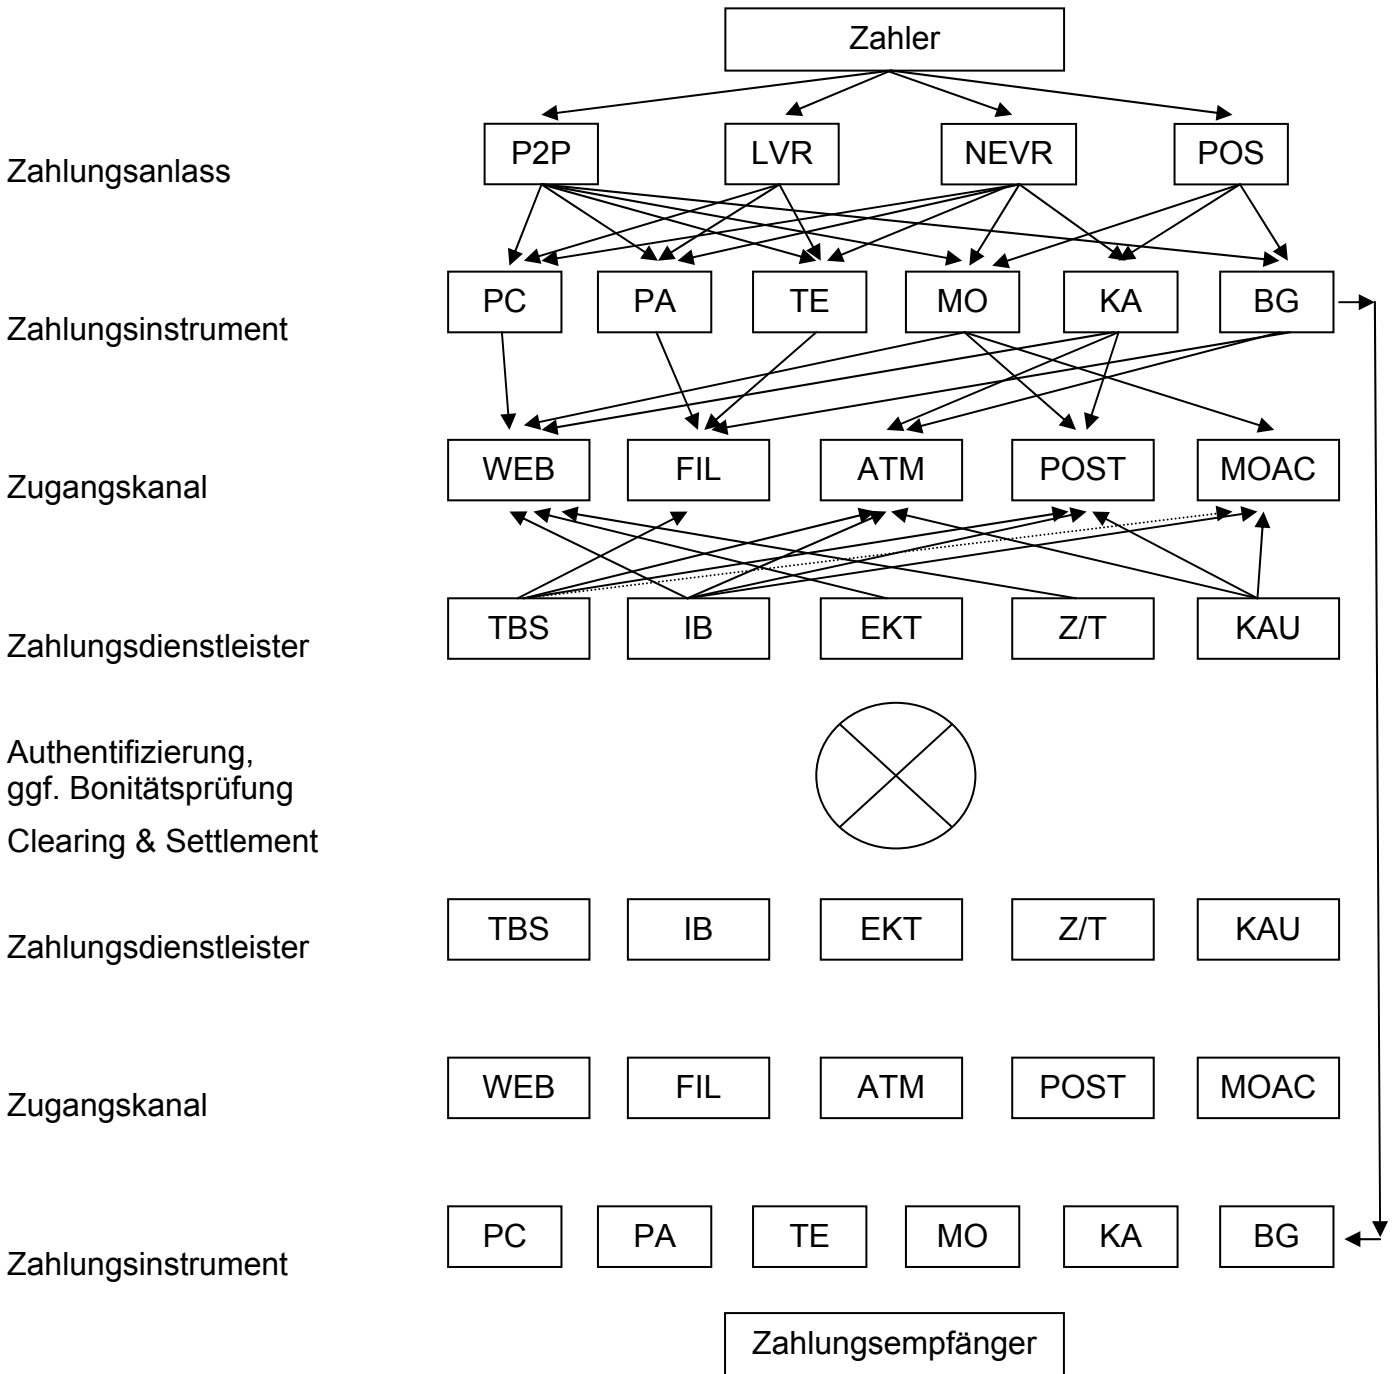 Zahler
P2P LVR NEVR POS
Zahlungsanlass
PC PA TE MO KA BG
Zahlungsinstrument
WEB FIL ATM POST MOAC
Zugangskanal
TBS IB EKT Z/T KAU
Zahlungsdienstleister
Authentifizierung,
ggf. Bonitätsprüfung
Clearing & Settlement
TBS IB EKT Z/T KAU
Zahlungsdienstleister
WEB FIL ATM POST MOAC
Zugangskanal
PC PA TE MO KA BG
Zahlungsinstrument
Zahlungsempfänger